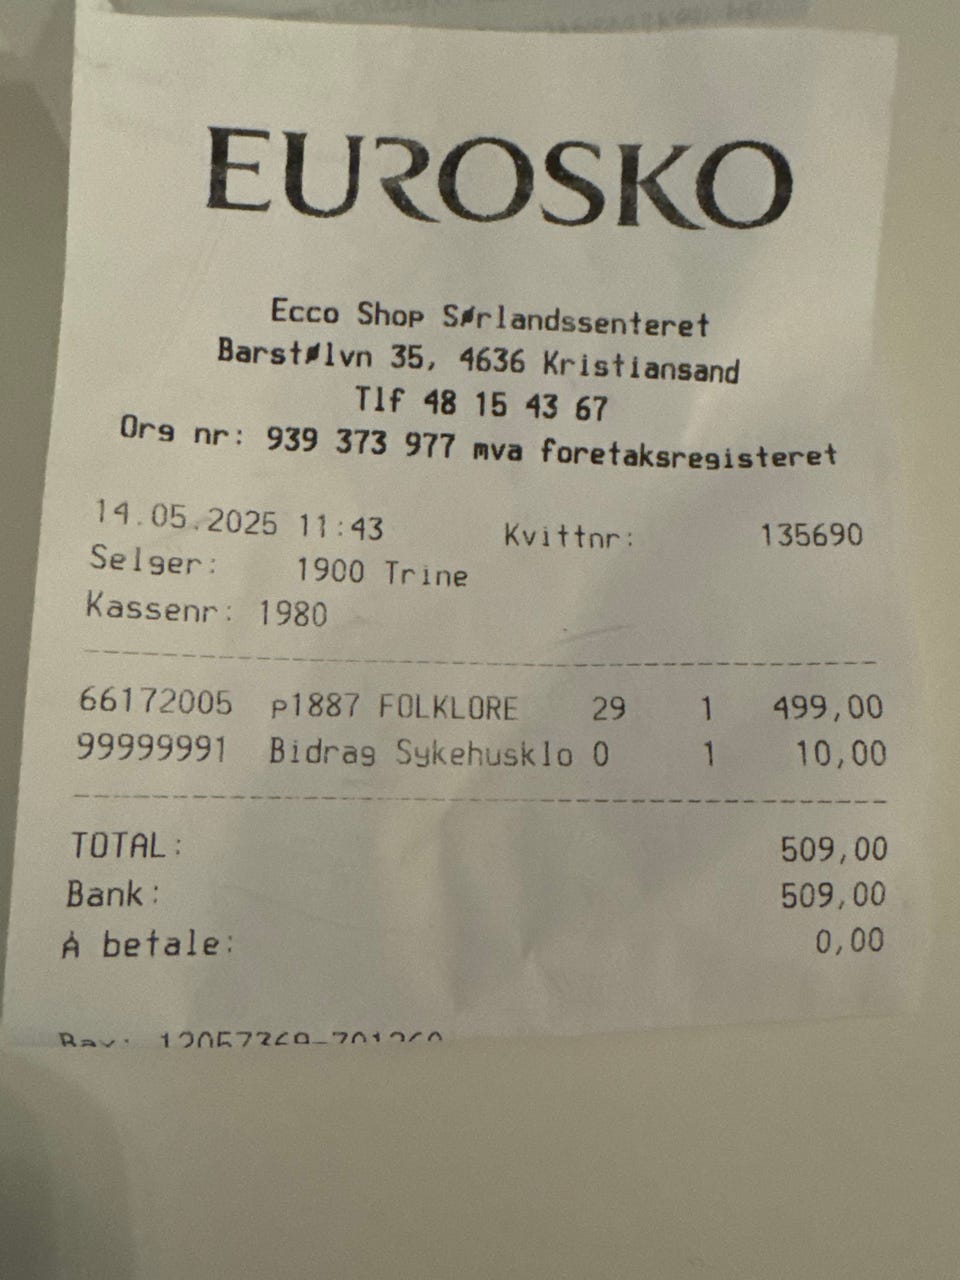 EUROSKO
Ecco Shop Sørlandssenteret
Barstølvn 35, 4636 Kristiansand
Tlf 48 15 43 67
Org nr: 939 373 977 mva foretaksregisteret
14.05.2025 11:43 Kvittnr: 135690
Selger: 1900 Trine
Kassenr: 1980
66172005 p1887 FOLKLORE 29 1 499,00
99999991 Bidrag Sykehusklo 0 1 10,00
TOTAL: 509,00
Bank: 509,00
Å betale: 0,00